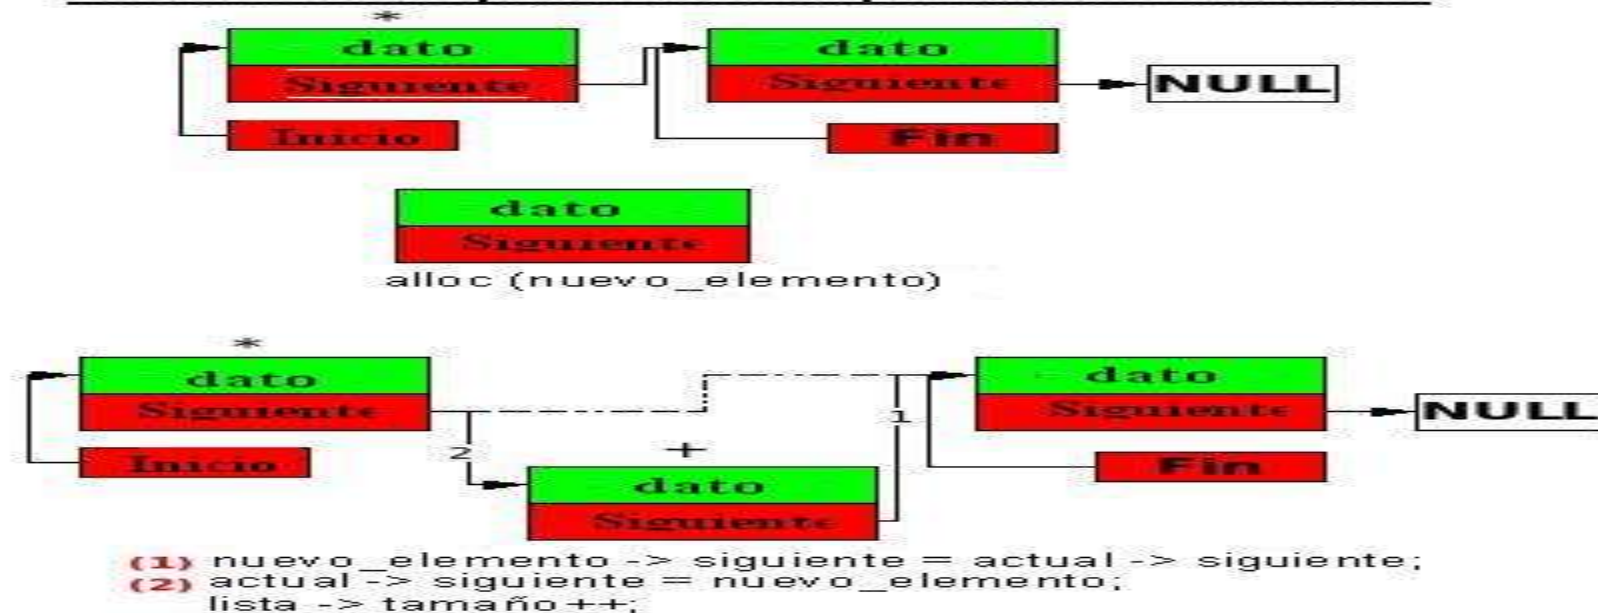 *
dato dato
Siguiente Siguiente NULL
Inicio Fin
dato
Siguiente
alloc (nuevo_elemento)
*
dato dato
Siguiente 1 Siguiente NULL
2 +
Inicio Fin
dato
Siguiente
(1) nuevo_elemento -> siguiente = actual -> siguiente;
(2) actual -> siguiente = nuevo_elemento;
lista -> tamaño++;